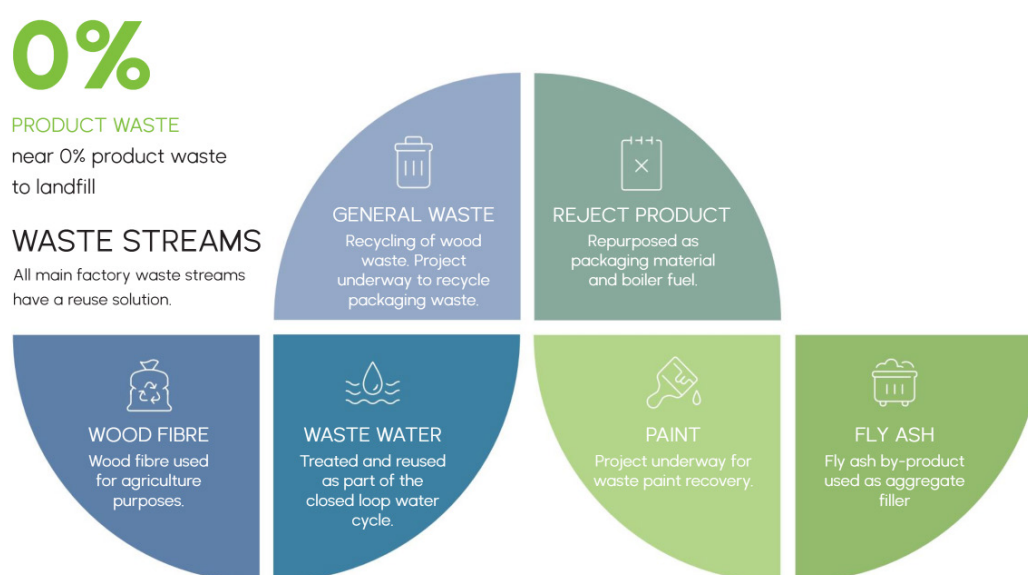 0%
PRODUCT WASTE
near 0% product waste
to landfill
WASTE STREAMS
All main factory waste streams
have a reuse solution.
GENERAL WASTE
Recycling of wood
waste. Project
underway to recycle
packaging waste.
REJECT PRODUCT
Repurposed as
packaging material
and boiler fuel.
WOOD FIBRE
Wood fibre used
for agriculture
purposes.
WASTE WATER
Treated and reused
as part of the
closed loop water
cycle.
PAINT
Project underway for
waste paint recovery.
FLY ASH
Fly ash by-product
used as aggregate
filler